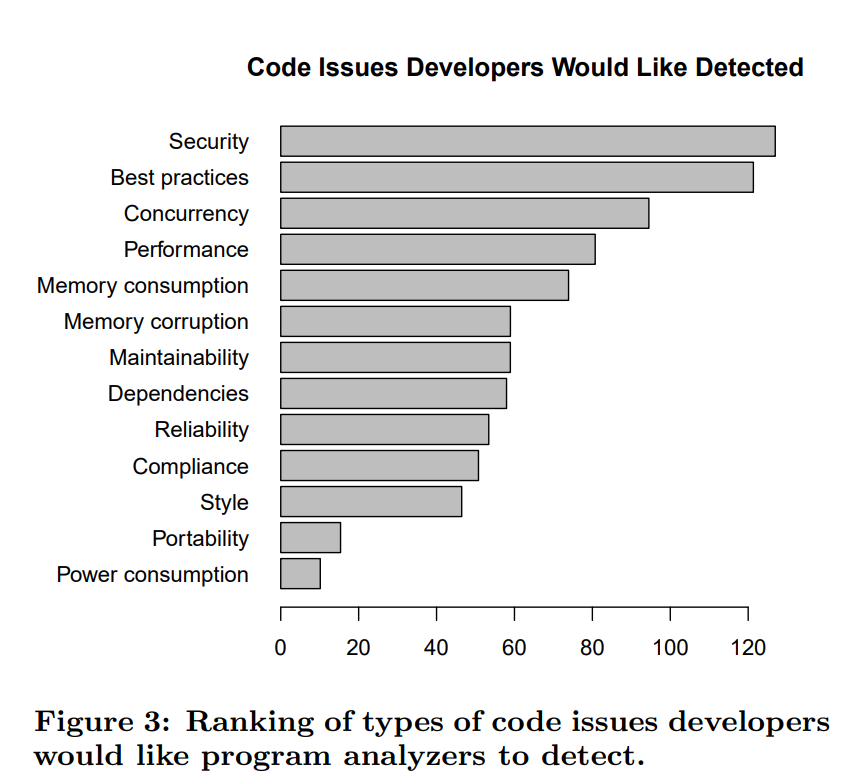 Code Issues Developers Would Like Detected
Security
Best practices
Concurrency
Performance
Memory consumption
Memory corruption
Maintainability
Dependencies
Reliability
Compliance
Style
Portability
Power consumption
0 20 40 60 80 100 120
Figure 3: Ranking of types of code issues developers
would like program analyzers to detect.